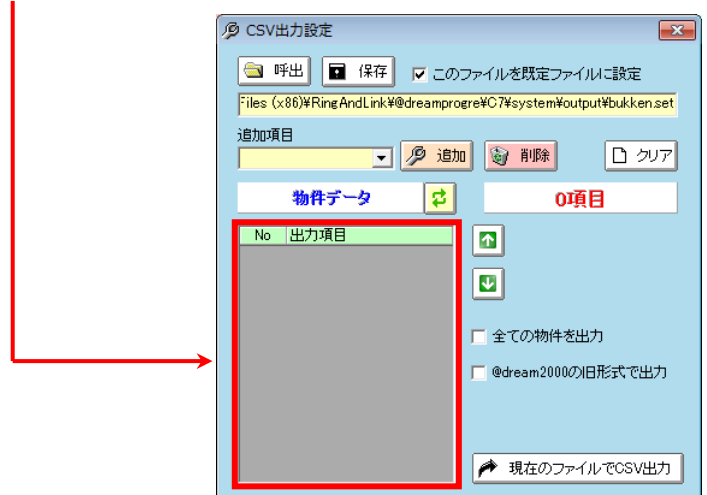 CSV出力設定
呼出 保存 このファイルを既定ファイルに設定
Files (x86)¥RingAndLink¥@dreamprogre¥C7¥system¥output¥bukken.set
追加項目
追加 削除 クリア
物件データ 0項目
No 出力項目
全ての物件を出力
@dream2000の旧形式で出力
現在のファイルでCSV出力